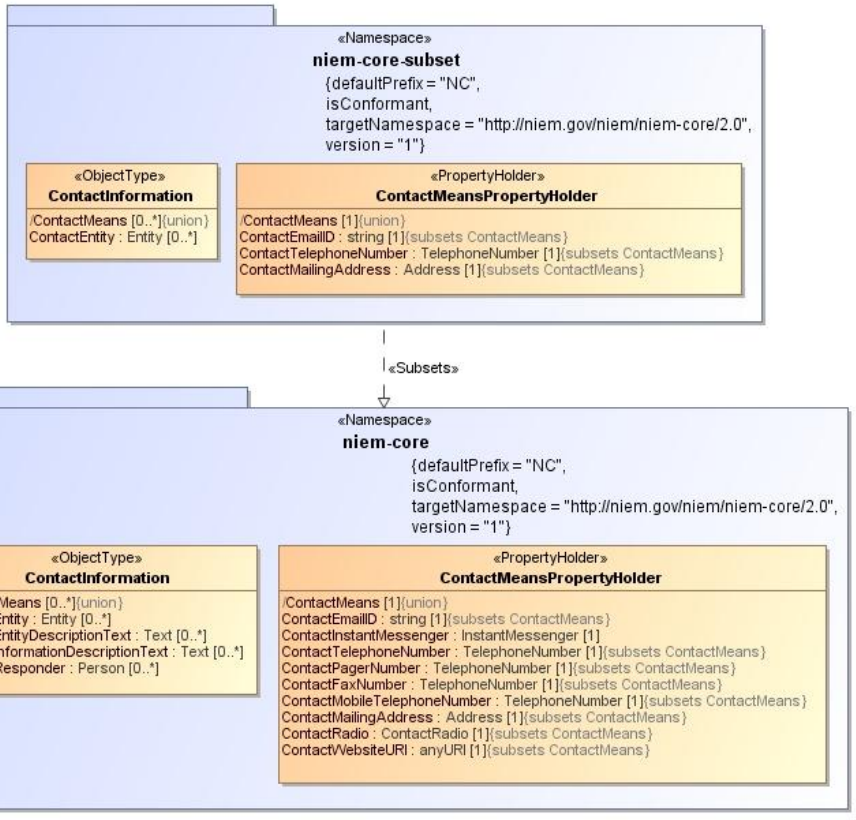 «Namespace»
niem-core-subset
{defaultPrefix = "NC",
isConformant,
targetNamespace = "http://niem.gov/niem/niem-core/2.0",
version = "1"}
«ObjectType»
ContactInformation
/ContactMeans [0..*]{union}
ContactEntity : Entity [0..*]
«PropertyHolder»
ContactMeansPropertyHolder
/ContactMeans [1]{union}
ContactEmailID : string [1]{subsets ContactMeans}
ContactTelephoneNumber : TelephoneNumber [1]{subsets ContactMeans}
ContactMailingAddress : Address [1]{subsets ContactMeans}
«Subsets»
«Namespace»
niem-core
{defaultPrefix = "NC",
isConformant,
targetNamespace = "http://niem.gov/niem/niem-core/2.0",
version = "1"}
«ObjectType»
ContactInformation
Means [0..*]{union}
Entity : Entity [0..*]
EntityDescriptionText : Text [0..*]
nformationDescriptionText : Text [0..*]
Responder : Person [0..*]
«PropertyHolder»
ContactMeansPropertyHolder
/ContactMeans [1]{union}
ContactEmailID : string [1]{subsets ContactMeans}
ContactInstantMessenger : InstantMessenger [1]
ContactTelephoneNumber : TelephoneNumber [1]{subsets ContactMeans}
ContactPagerNumber : TelephoneNumber [1]{subsets ContactMeans}
ContactFaxNumber : TelephoneNumber [1]{subsets ContactMeans}
ContactMobileTelephoneNumber : TelephoneNumber [1]{subsets ContactMeans}
ContactMailingAddress : Address [1]{subsets ContactMeans}
ContactRadio : ContactRadio [1]{subsets ContactMeans}
ContactWebsiteURI : anyURI [1]{subsets ContactMeans}